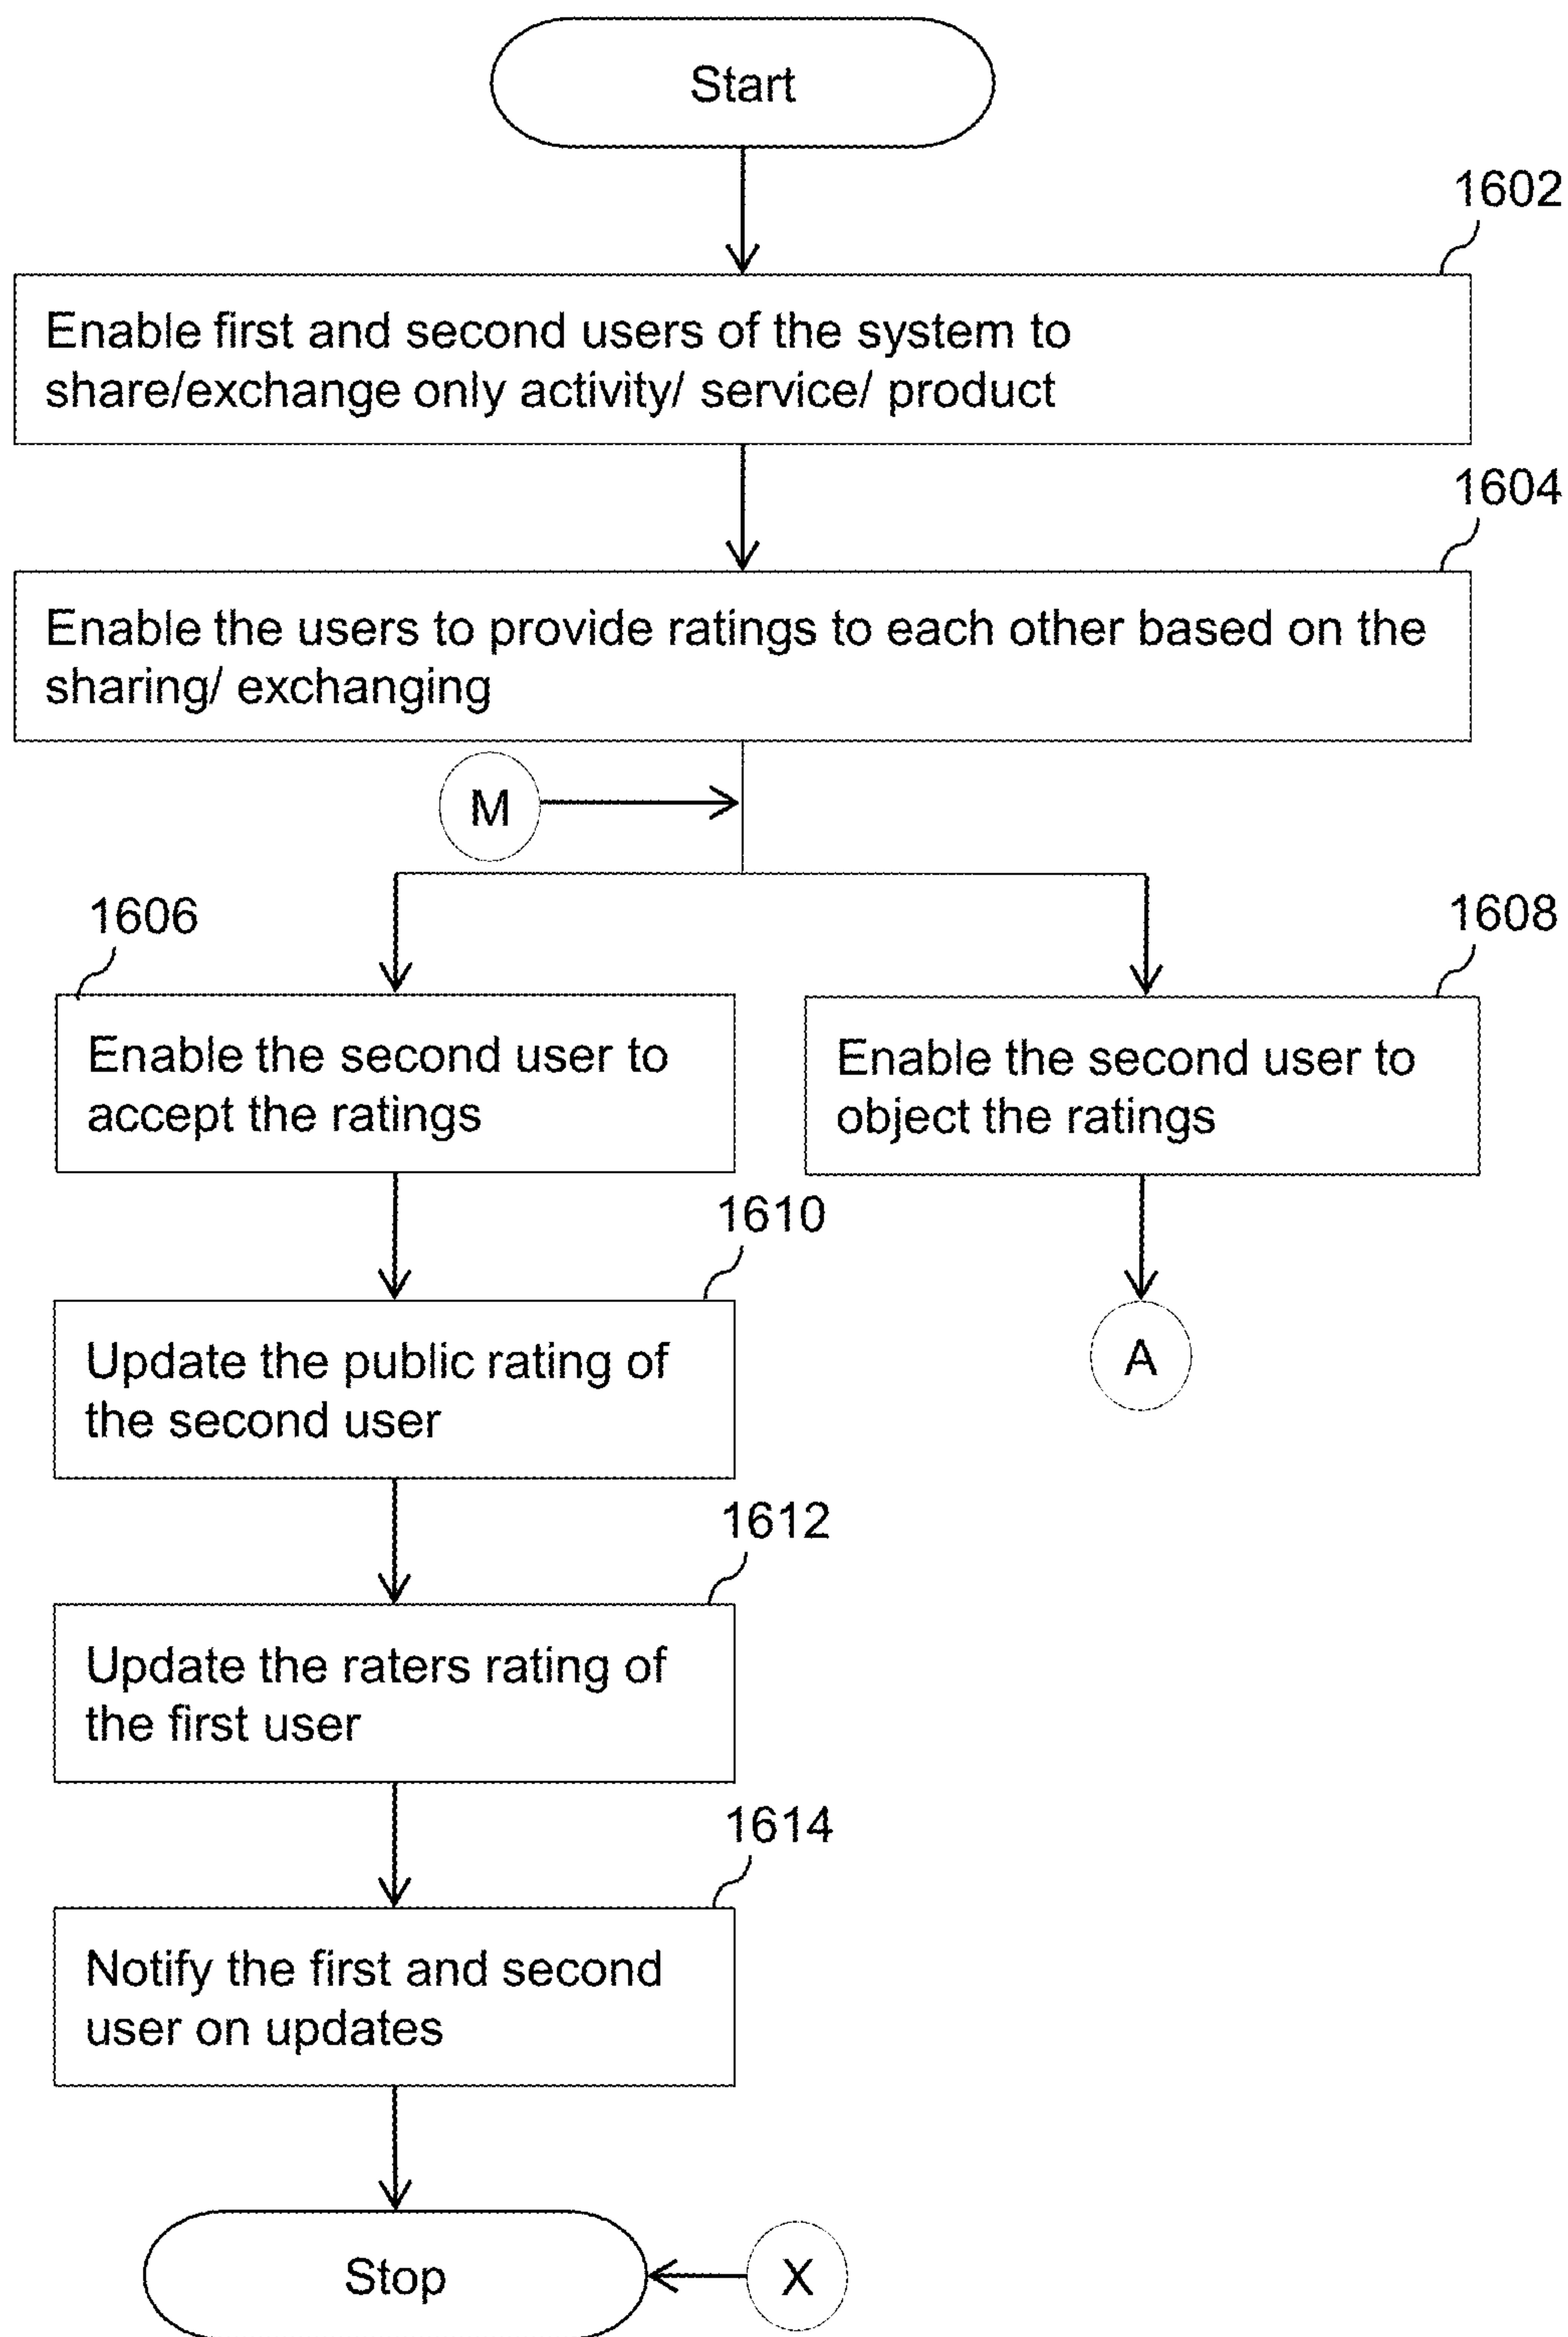 Start
1602
Enable first and second users of the system to
share/exchange only activity/ service/ product
1604
Enable the users to provide ratings to each other based on the
sharing/ exchanging
M
1606
1608
Enable the second user to
accept the ratings
Enable the second user to
object the ratings
1610
A
Update the public rating of
the second user
1612
Update the raters rating of
the first user
1614
Notify the first and second
user on updates
Stop
X